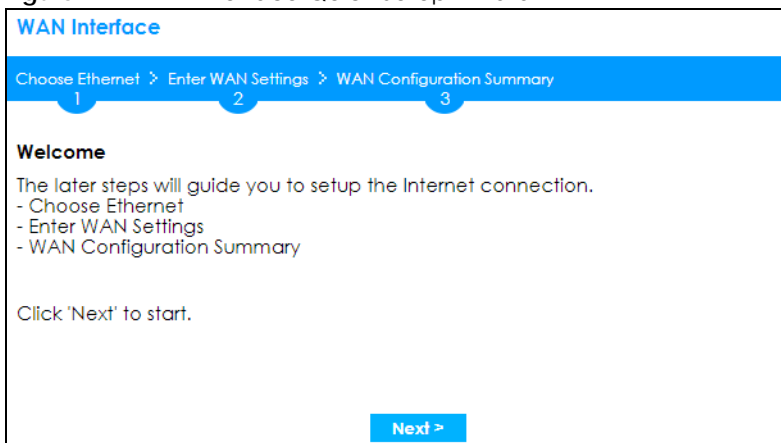 WAN Interface
Choose Ethernet > Enter WAN Settings > WAN Configuration Summary
1 2 3
Welcome
The later steps will guide you to setup the Internet connection.
- Choose Ethernet
- Enter WAN Settings
- WAN Configuration Summary
Click 'Next' to start.
Next >